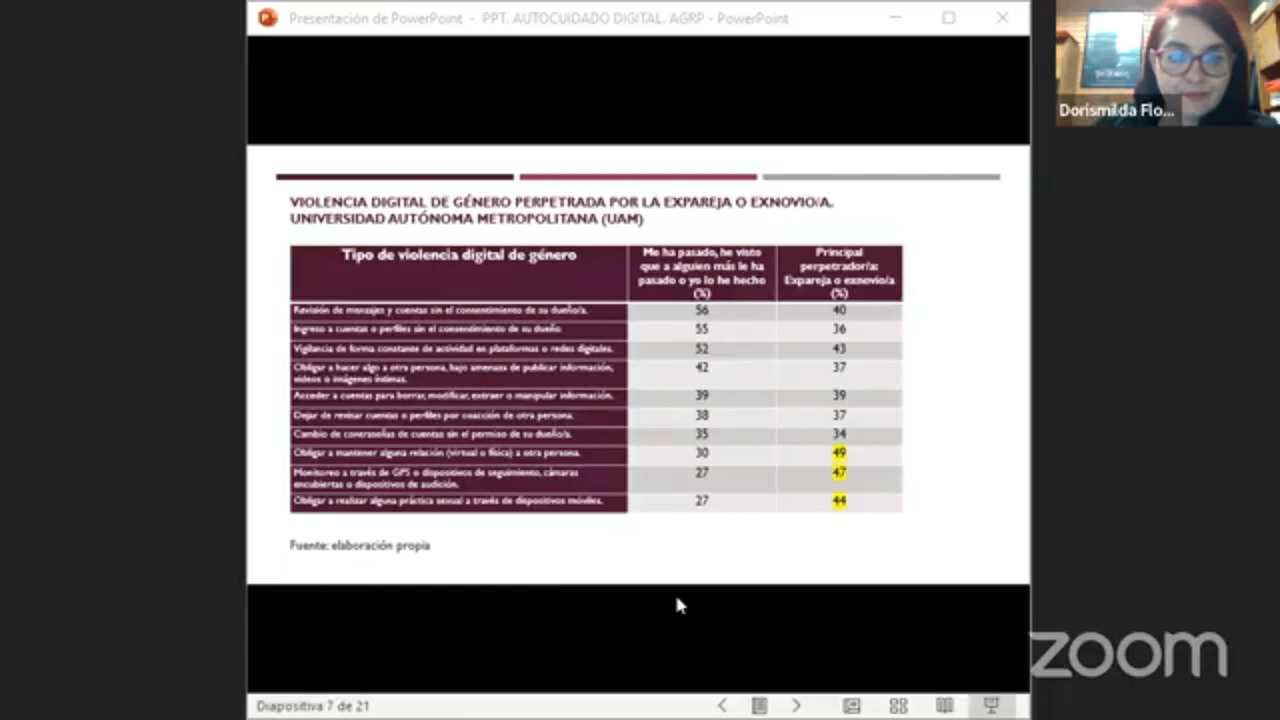 Presentación de PowerPoint - PPT. AUTOCUIDADO DIGITAL. AGRP - PowerPoint
Dorismilda Flo...
VIOLENCIA DIGITAL DE GÉNERO PERPETRADA POR LA EXPAREJA O EXNOVIO/A.
UNIVERSIDAD AUTÓNOMA METROPOLITANA (UAM)
Tipo de violencia digital de género
Me ha pasado, he visto
que a alguien más le ha
pasado o yo lo he hecho
(%)
Principal
perpetrador/a:
Expareja o exnovio/a
(%)
Revisión de mensajes y cuentas sin el consentimiento de su dueño/a. 56 40
Ingreso a cuentas o perfiles sin el consentimiento de su dueño 55 36
Vigilancia de forma constante de actividad en plataformas o redes digitales. 52 43
Obligar a hacer algo a otra persona, bajo amenaza de publicar información, 42 37
videos o imágenes íntimas.
Acceder a cuentas para borrar, modificar, extraer o manipular información. 39 39
Dejar de revisar cuentas o perfiles por coacción de otra persona. 38 37
Cambio de contraseñas de cuentas sin el permiso de su dueño/a. 35 34
Obligar a mantener alguna relación (virtual o física) a otra persona. 30 49
Monitoreo a través de GPS o dispositivos de seguimiento, cámaras 27 47
encubiertas o dispositivos de audición.
Obligar a realizar alguna práctica sexual a través de dispositivos móviles. 27 44
Fuente: elaboración propia
zoom
Diapositiva 7 de 21